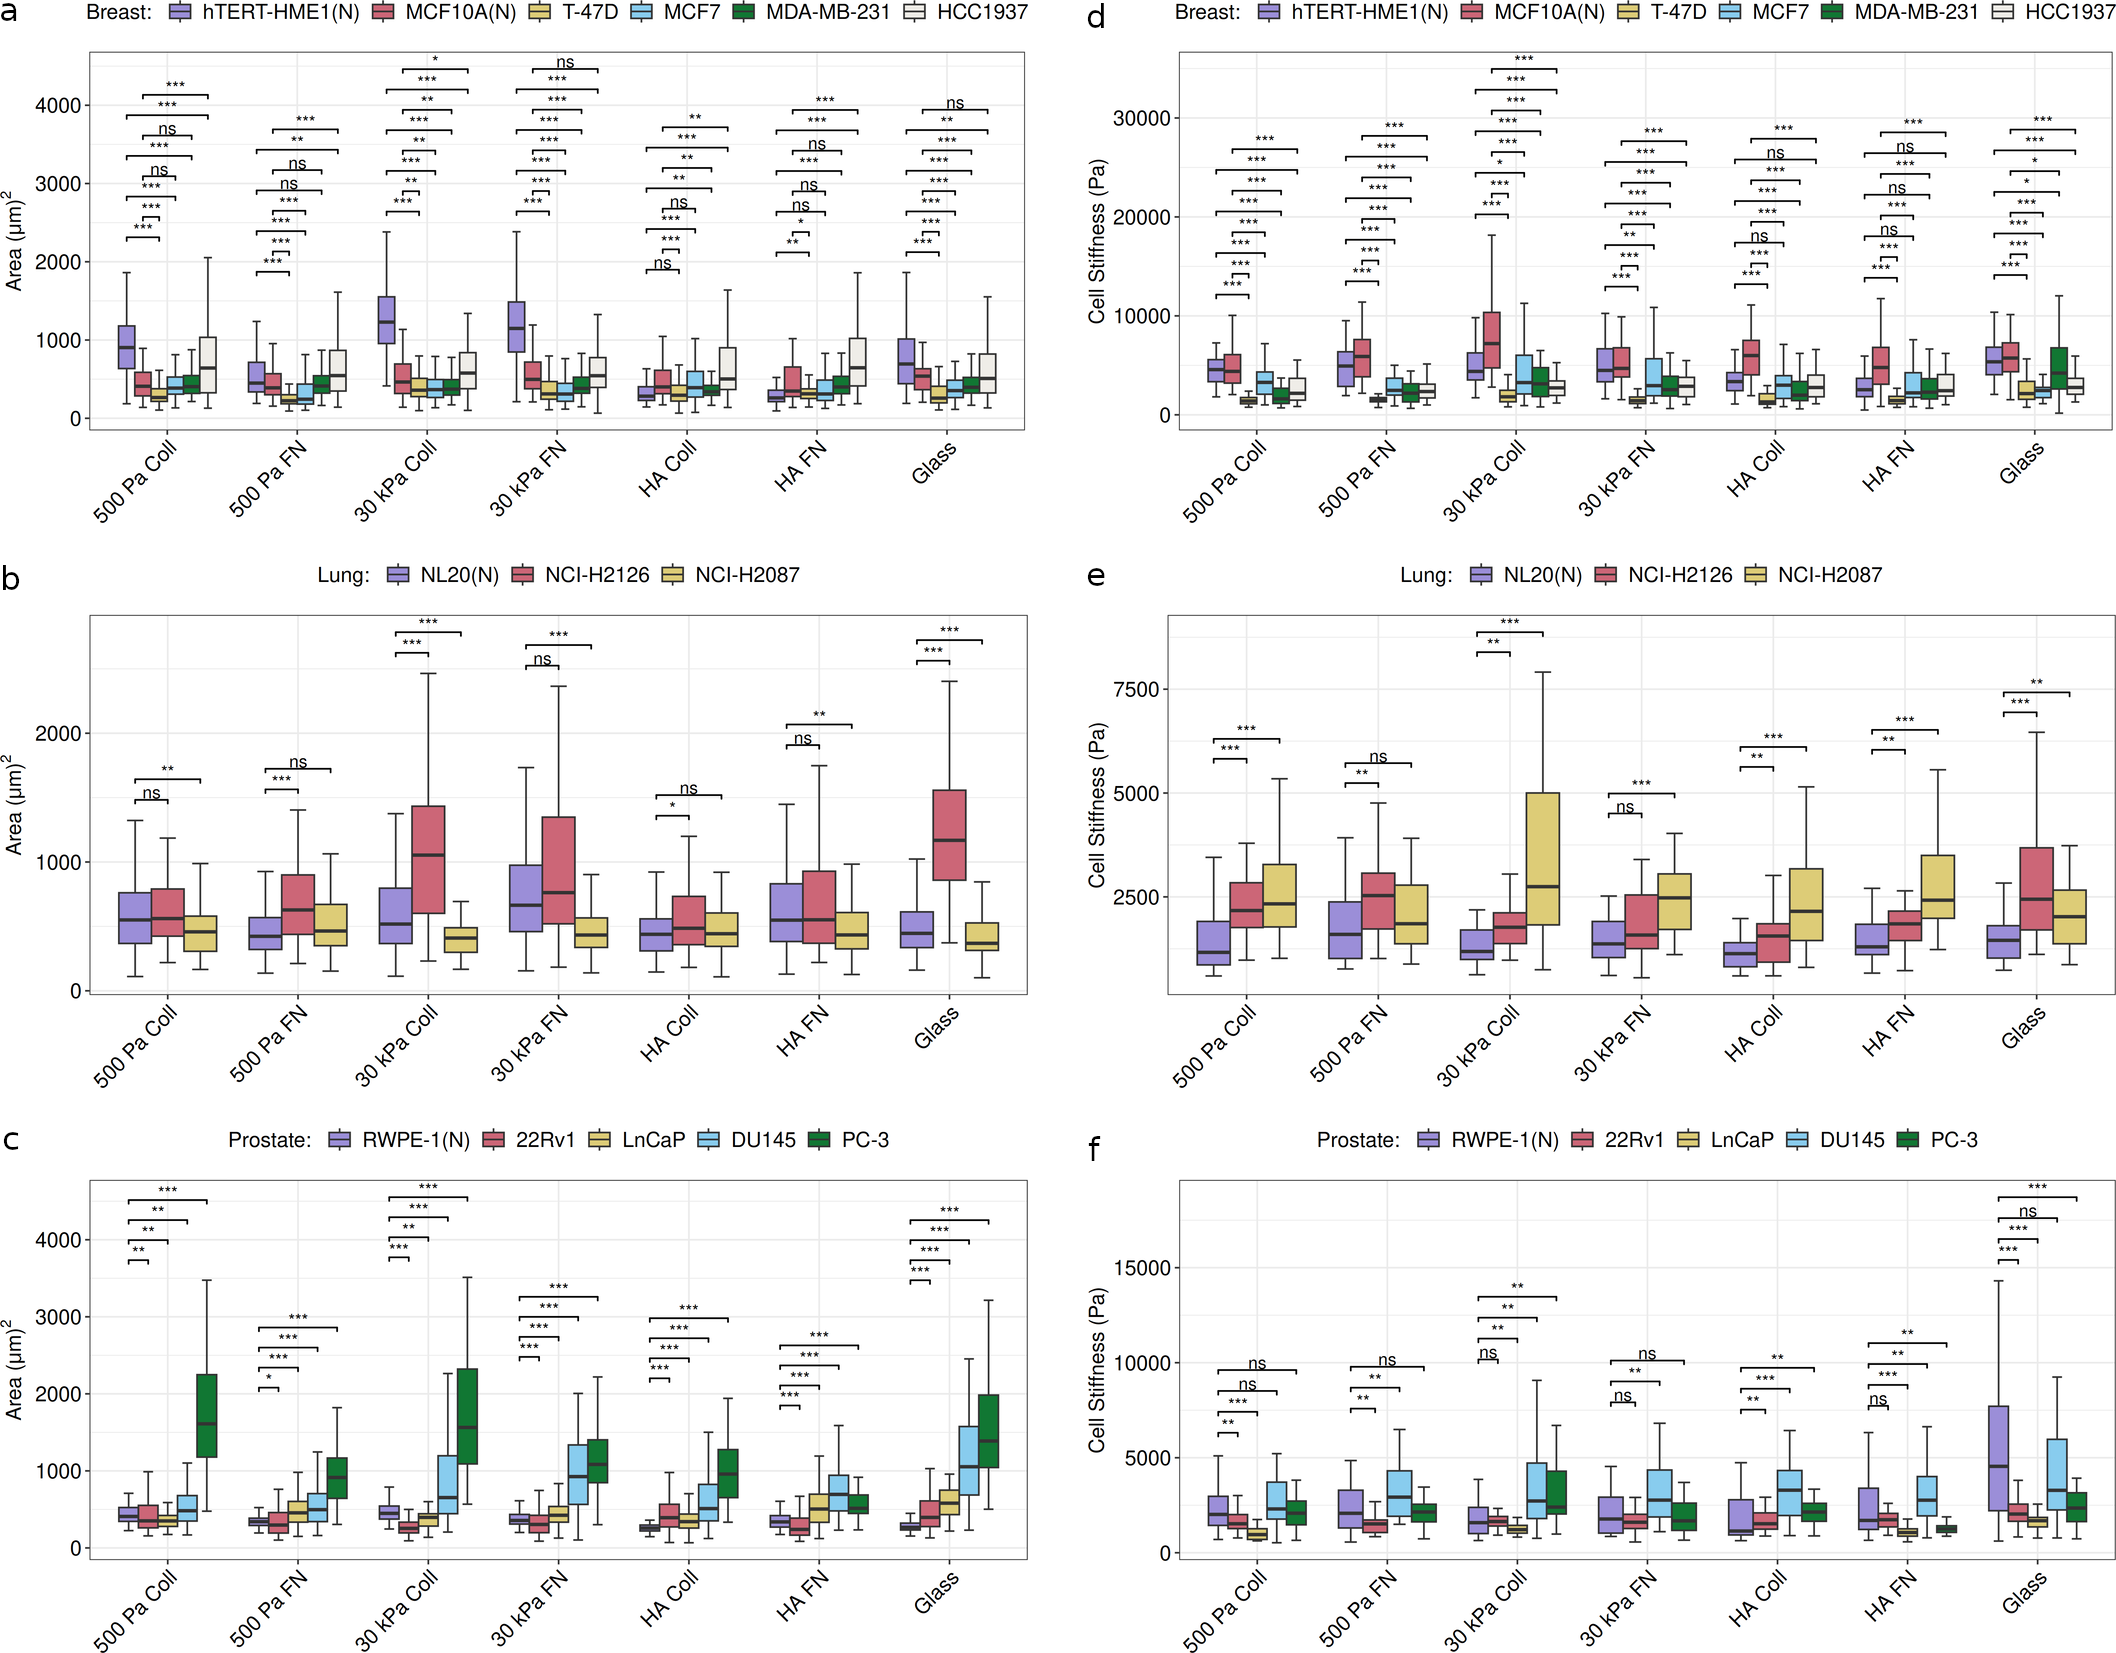 a
Breast: hTERT-HME1(N) MCF10A(N) T-47D MCF7 MDA-MB-231 HCC1937
Area (µm)2
4000
3000
2000
1000
0
500 Pa Coll
500 Pa FN
30 kPa Coll
30 kPa FN
HA Coll
HA FN
Glass
d
Breast: hTERT-HME1(N) MCF10A(N) T-47D MCF7 MDA-MB-231 HCC1937
Cell Stiffness (Pa)
30000
20000
10000
0
500 Pa Coll
500 Pa FN
30 kPa Coll
30 kPa FN
HA Coll
HA FN
Glass
b
Lung: NL20(N) NCI-H2126 NCI-H2087
Area (µm)2
2000
1000
0
500 Pa Coll
500 Pa FN
30 kPa Coll
30 kPa FN
HA Coll
HA FN
Glass
e
Lung: NL20(N) NCI-H2126 NCI-H2087
Cell Stiffness (Pa)
7500
5000
2500
500 Pa Coll
500 Pa FN
30 kPa Coll
30 kPa FN
HA Coll
HA FN
Glass
c
Prostate: RWPE-1(N) 22Rv1 LnCaP DU145 PC-3
Area (µm)2
4000
3000
2000
1000
0
500 Pa Coll
500 Pa FN
30 kPa Coll
30 kPa FN
HA Coll
HA FN
Glass
f
Prostate: RWPE-1(N) 22Rv1 LnCaP DU145 PC-3
Cell Stiffness (Pa)
15000
10000
5000
0
500 Pa Coll
500 Pa FN
30 kPa Coll
30 kPa FN
HA Coll
HA FN
Glass